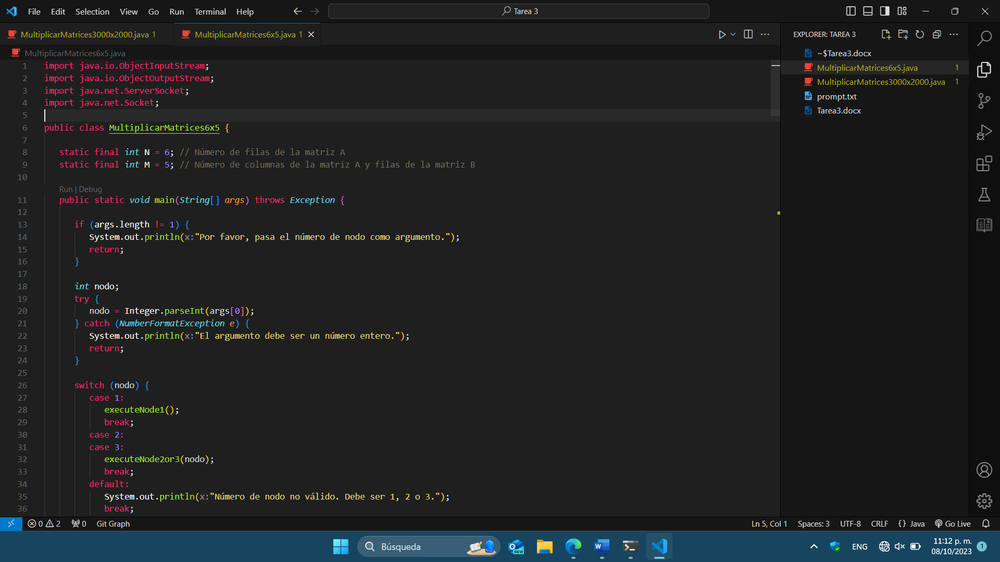 File Edit Selection View Go Run Terminal Help
Tarea 3
MultiplicarMatrices3000x2000.java 1
MultiplicarMatrices6x5.java 1
MultiplicarMatrices6x5.java
1 import java.io.ObjectInputStream;
2 import java.io.ObjectOutputStream;
3 import java.net.ServerSocket;
4 import java.net.Socket;
5
6 public class MultiplicarMatrices6x5 {
7
8 static final int N = 6; // Número de filas de la matriz A
9 static final int M = 5; // Número de columnas de la matriz A y filas de la matriz B
10
Run | Debug
11 public static void main(String[] args) throws Exception {
12
13 if (args.length != 1) {
14 System.out.println(x:"Por favor, pasa el número de nodo como argumento.");
15 return;
16 }
17
18 int nodo;
19 try {
20 nodo = Integer.parseInt(args[0]);
21 } catch (NumberFormatException e) {
22 System.out.println(x:"El argumento debe ser un número entero.");
23 return;
24 }
25
26 switch (nodo) {
27 case 1:
28 executeNode1();
29 break;
30 case 2:
31 case 3:
32 executeNode2or3(nodo);
33 break;
34 default:
35 System.out.println(x:"Número de nodo no válido. Debe ser 1, 2 o 3.");
36 break;
EXPLORER: TAREA 3
~$Tarea3.docx
MultiplicarMatrices6x5.java 1
MultiplicarMatrices3000x2000.java 1
prompt.txt
Tarea3.docx
0 2 0 Git Graph
Ln 5, Col 1 Spaces: 3 UTF-8 CRLF {} Java Go Live
Búsqueda
NEW
ENG
11:12 p. m.
08/10/2023
1